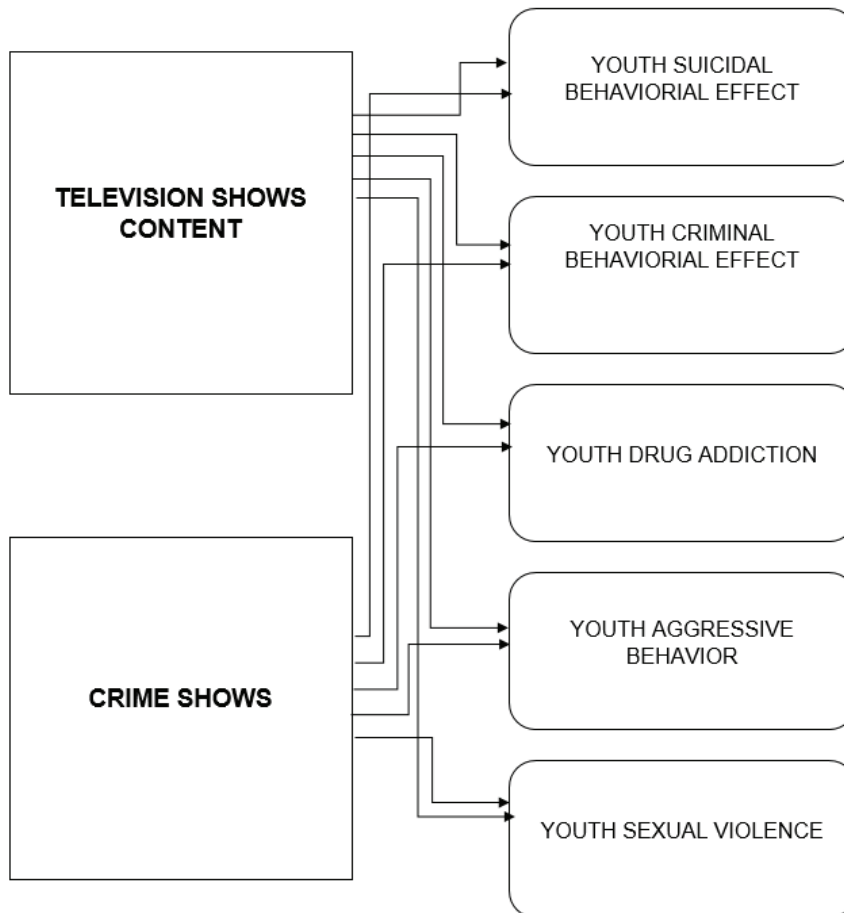 TELEVISION SHOWS
CONTENT
CRIME SHOWS
YOUTH SUICIDAL
BEHAVIORIAL EFFECT
YOUTH CRIMINAL
BEHAVIORIAL EFFECT
YOUTH DRUG ADDICTION
YOUTH AGGRESSIVE
BEHAVIOR
YOUTH SEXUAL VIOLENCE